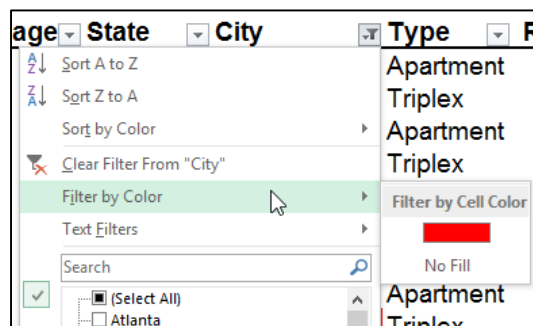 age State City Type R
Sort A to Z
Sort Z to A
Sort by Color
Clear Filter From "City"
Filter by Color
Text Filters
Search
(Select All)
Atlanta
Apartment
Triplex
Apartment
Triplex
Filter by Cell Color
No Fill
Apartment
Triplex